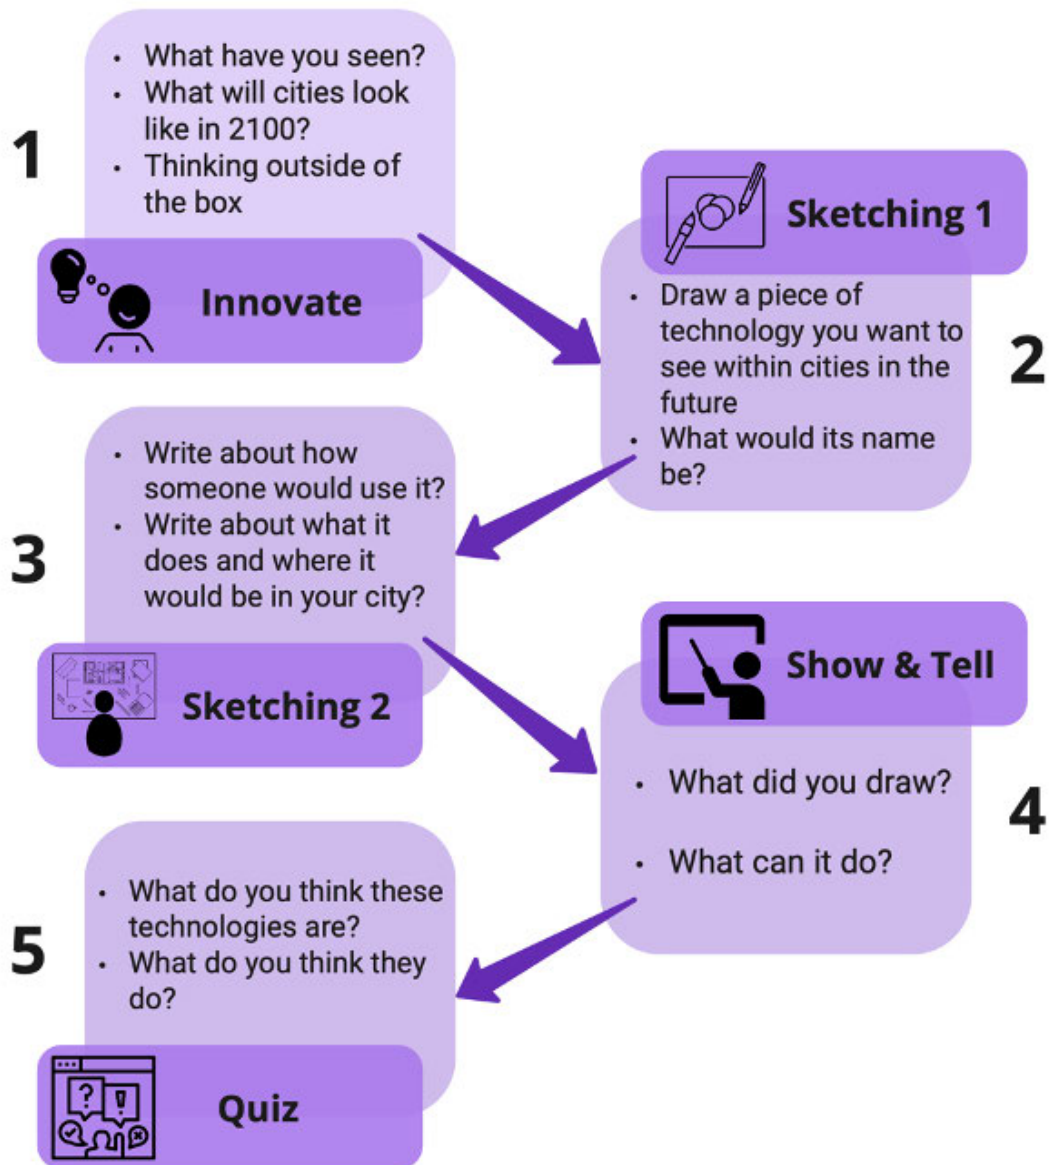 1
• What have you seen?
• What will cities look
like in 2100?
• Thinking outside of
the box
Innovate
Sketching 1
• Draw a piece of
technology you want to
see within cities in the
future
• What would its name
be?
2
3
• Write about how
someone would use it?
• Write about what it
does and where it
would be in your city?
Sketching 2
Show & Tell
• What did you draw?
• What can it do?
4
5
• What do you think these
technologies are?
• What do you think they
do?
? !
Quiz